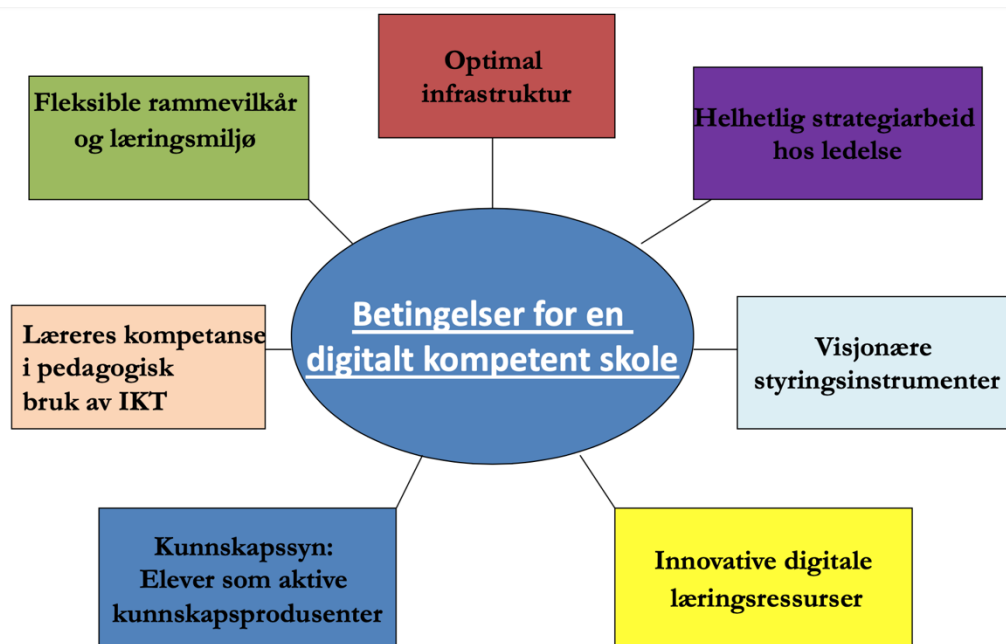 Optimal
infrastruktur
Fleksible rammevilkår
og læringsmiljø
Helhetlig strategiarbeid
hos ledelse
Betingelser for en
digitalt kompetent skole
Læreres kompetanse
i pedagogisk
bruk av IKT
Visjonære
styringsinstrumenter
Kunnskapssyn:
Elever som aktive
kunnskapsprodusenter
Innovative digitale
læringsressurser